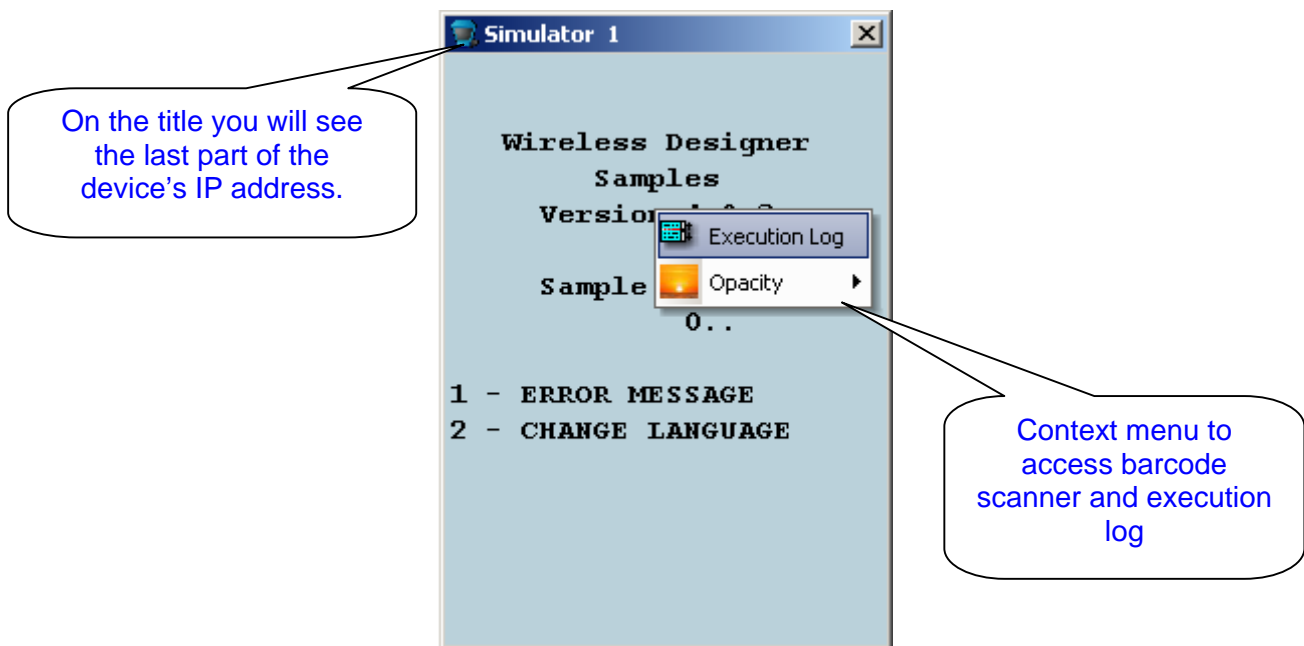 Simulator 1
On the title you will see
the last part of the
device's IP address.
Wireless Designer
Samples
Version
Execution Log
Sample
Opacity
0..
1 - ERROR MESSAGE
2 - CHANGE LANGUAGE
Context menu to
access barcode
scanner and execution
log